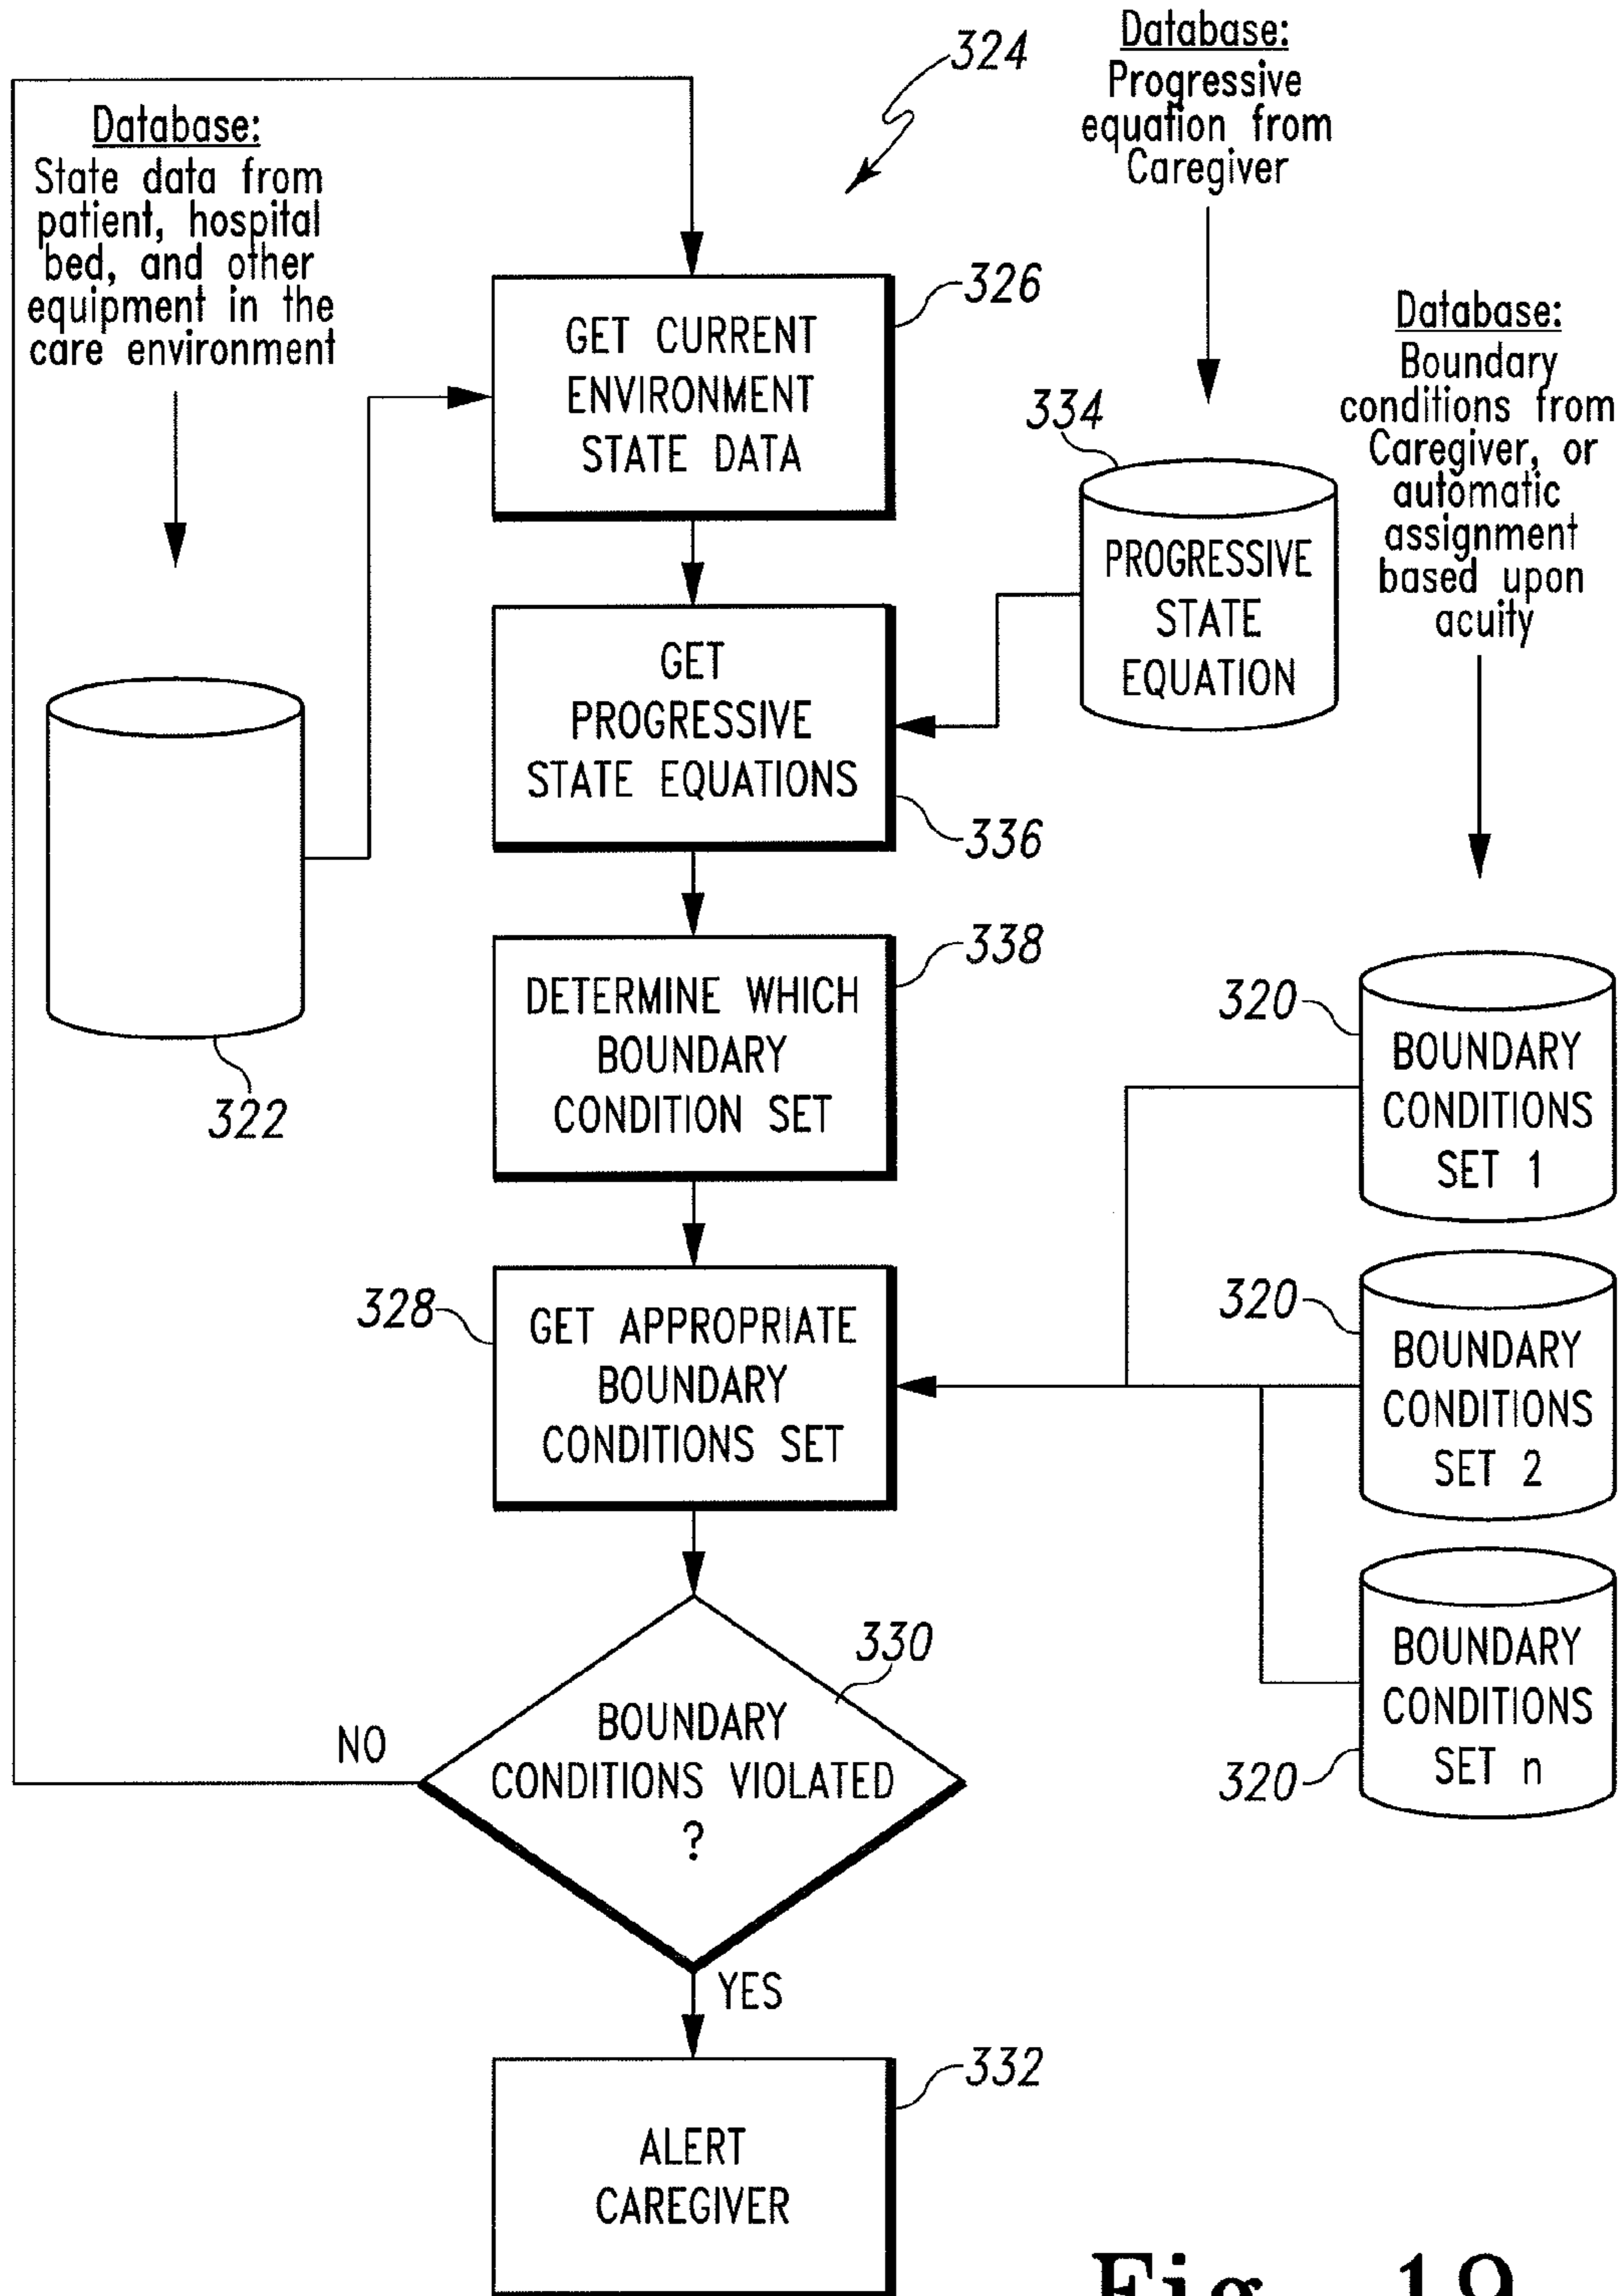 324
Database:
Progressive
equation from
Caregiver
Database:
State data from
patient, hospital
bed, and other
equipment in the
care environment
326
GET CURRENT
ENVIRONMENT
STATE DATA
Database:
Boundary
conditions from
Caregiver, or
automatic
assignment
based upon
acuity
334
PROGRESSIVE
STATE
EQUATION
GET
PROGRESSIVE
STATE EQUATIONS
336
322
338
DETERMINE WHICH
BOUNDARY
CONDITION SET
320
BOUNDARY
CONDITIONS
SET 1
328
GET APPROPRIATE
BOUNDARY
CONDITIONS SET
320
BOUNDARY
CONDITIONS
SET 2
330
BOUNDARY
CONDITIONS VIOLATED
?
NO
YES
320
BOUNDARY
CONDITIONS
SET n
332
ALERT
CAREGIVER
Fig. 19